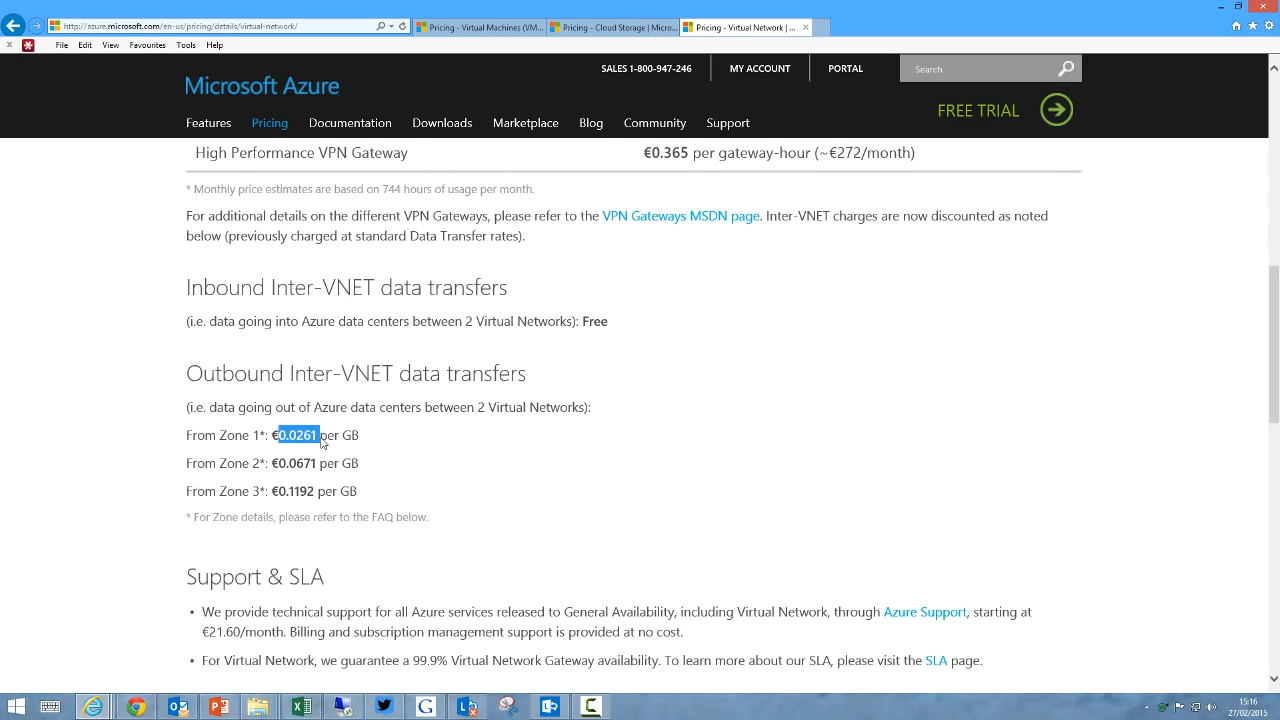 http://azure.microsoft.com/en-us/pricing/details/virtual-network/
Pricing - Virtual Machines (VM...
Pricing - Cloud Storage | Micro...
Pricing - Virtual Network | ...
File Edit View Favourites Tools Help
SALES 1-800-947-246 MY ACCOUNT PORTAL Search
Microsoft Azure
FREE TRIAL
Features Pricing Documentation Downloads Marketplace Blog Community Support
High Performance VPN Gateway €0.365 per gateway-hour (~€272/month)
* Monthly price estimates are based on 744 hours of usage per month.
For additional details on the different VPN Gateways, please refer to the VPN Gateways MSDN page. Inter-VNET charges are now discounted as noted
below (previously charged at standard Data Transfer rates).
Inbound Inter-VNET data transfers
(i.e. data going into Azure data centers between 2 Virtual Networks): Free
Outbound Inter-VNET data transfers
(i.e. data going out of Azure data centers between 2 Virtual Networks):
From Zone 1*: €0.0261 per GB
From Zone 2*: €0.0671 per GB
From Zone 3*: €0.1192 per GB
* For Zone details, please refer to the FAQ below.
Support & SLA
• We provide technical support for all Azure services released to General Availability, including Virtual Network, through Azure Support, starting at
€21.60/month. Billing and subscription management support is provided at no cost.
• For Virtual Network, we guarantee a 99.9% Virtual Network Gateway availability. To learn more about our SLA, please visit the SLA page.
15:16
27/02/2015